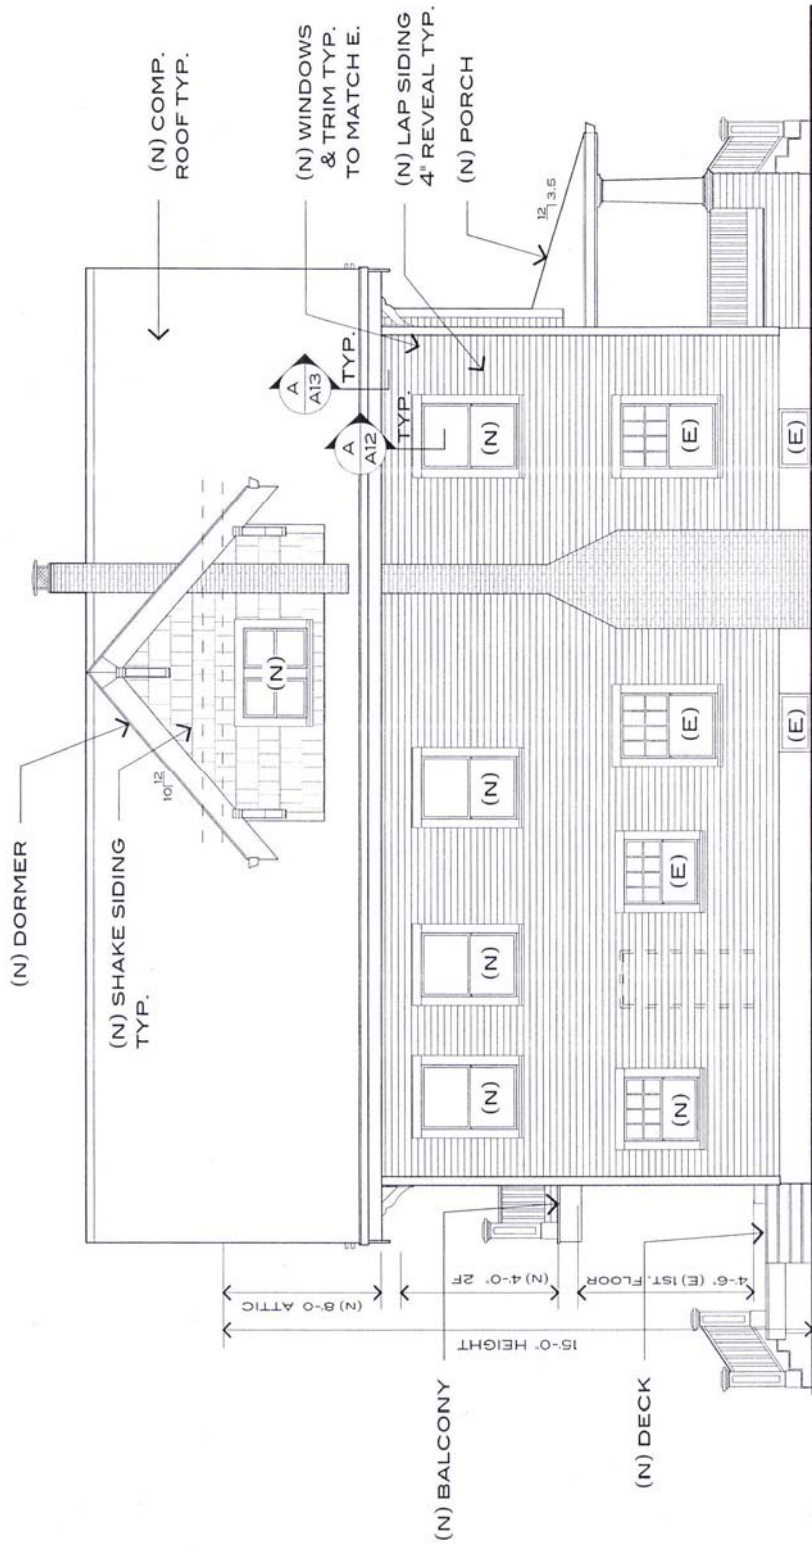 (N) DORMER
(N) SHAKE SIDING
TYP.
12
10
(N)
(N) COMP.
ROOF TYP.
A
A13
TYP.
A
A12
TYP.
(N) WINDOWS
& TRIM TYP.
TO MATCH E.
(N) LAP SIDING
4" REVEAL TYP.
12
3.5
(N) PORCH
(N)
(N)
(N)
(N)
(N)
(E)
(E)
(E)
(E)
(E)
(N) 8'-0 ATTIC
(N) 4'-0" 2F
4'-6" (E) 1ST. FLOOR
15'-0" HEIGHT
(N) BALCONY
(N) DECK